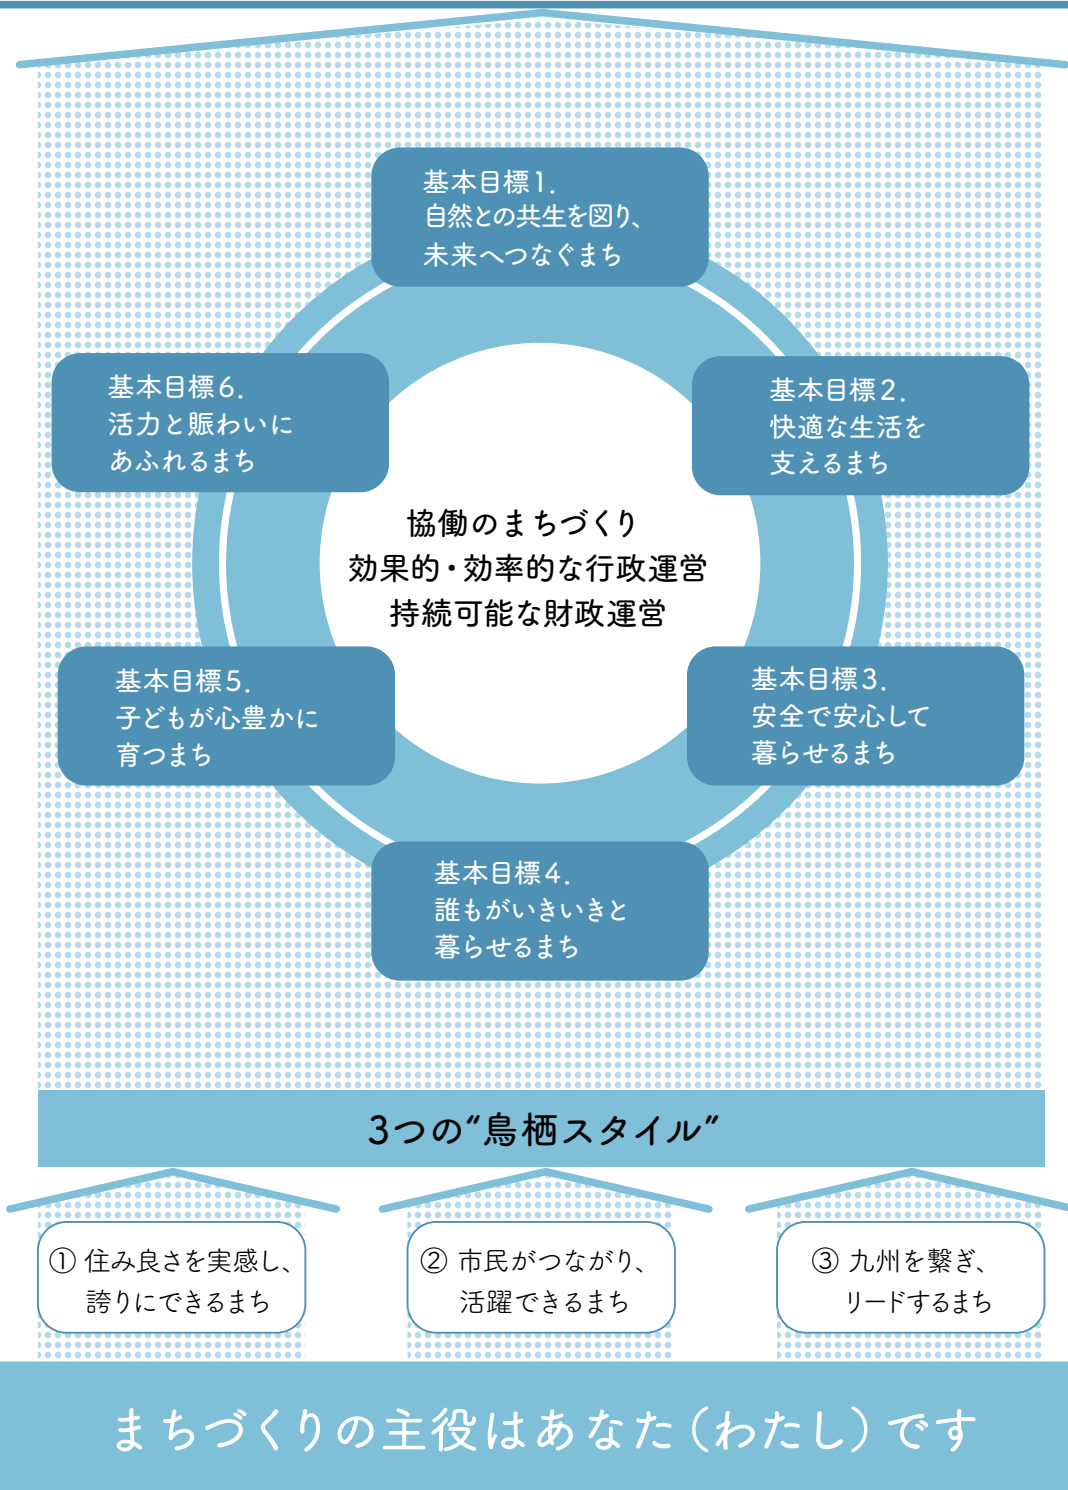 基本目標1.
自然との共生を図り、
未来へつなぐまち
基本目標6.
活力と賑わいに
あふれるまち
基本目標2.
快適な生活を
支えるまち
協働のまちづくり
効果的・効率的な行政運営
持続可能な財政運営
基本目標5.
子どもが心豊かに
育つまち
基本目標3.
安全で安心して
暮らせるまち
基本目標4.
誰もがいきいきと
暮らせるまち
3つの“鳥栖スタイル”
① 住み良さを実感し、
誇りにできるまち
② 市民がつながり、
活躍できるまち
③ 九州を繋ぎ、
リードするまち
まちづくりの主役はあなた(わたし)です